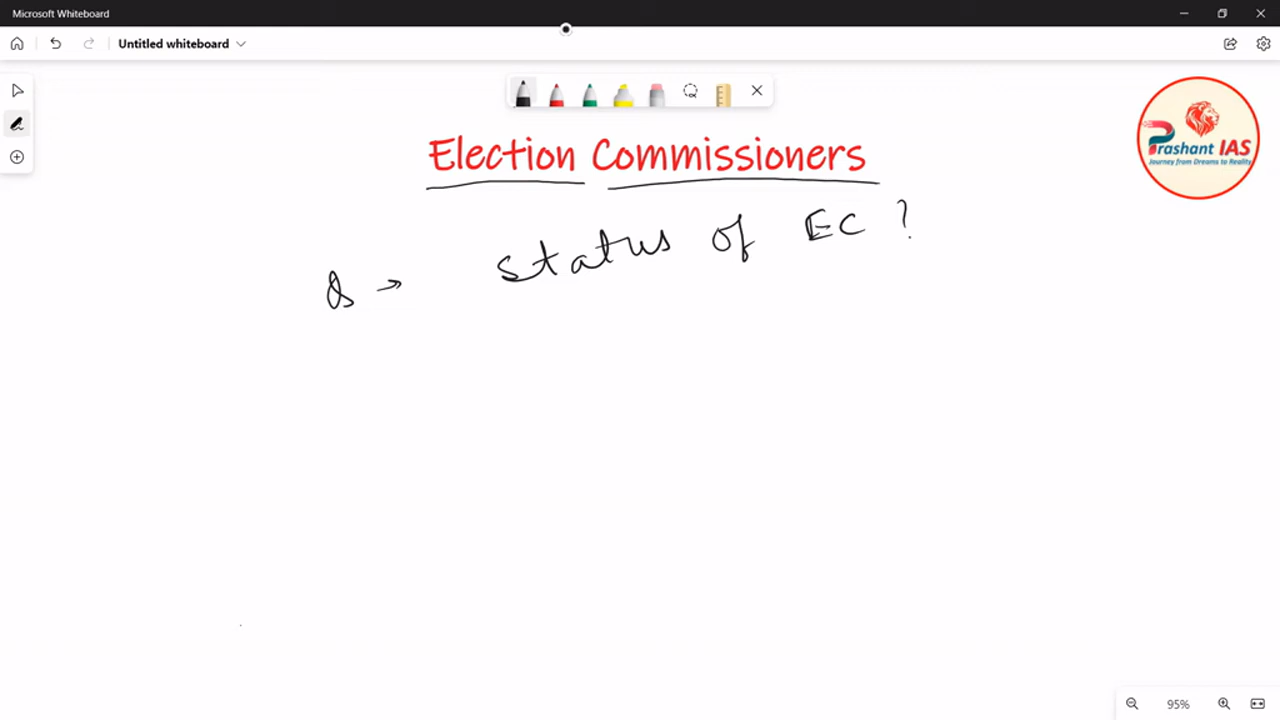 Microsoft Whiteboard
Untitled whiteboard
Prashant IAS
Journey from Dreams to Reality
Election Commissioners
Q → status of EC ?
95%